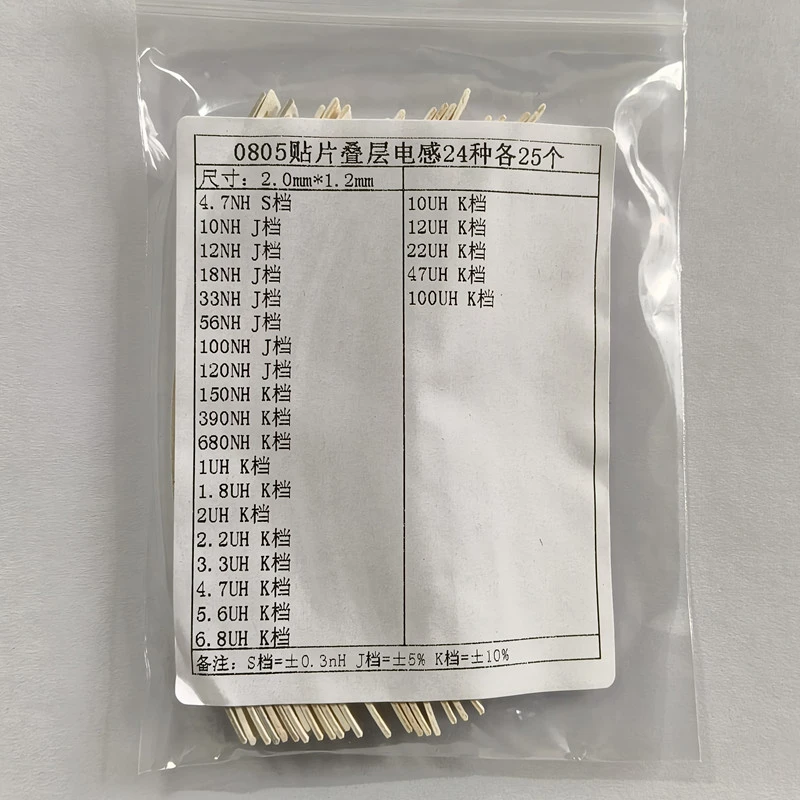 0805贴片叠层电感24种各25个
尺寸：2.0mm*1.2mm
4.7NH S档
10NH J档
12NH J档
18NH J档
33NH J档
56NH J档
100NH J档
120NH J档
150NH K档
390NH K档
680NH K档
1UH K档
1.8UH K档
2UH K档
2.2UH K档
3.3UH K档
4.7UH K档
5.6UH K档
6.8UH K档
10UH K档
12UH K档
22UH K档
47UH K档
100UH K档
备注：S档=±0.3nH J档=±5% K档=±10%